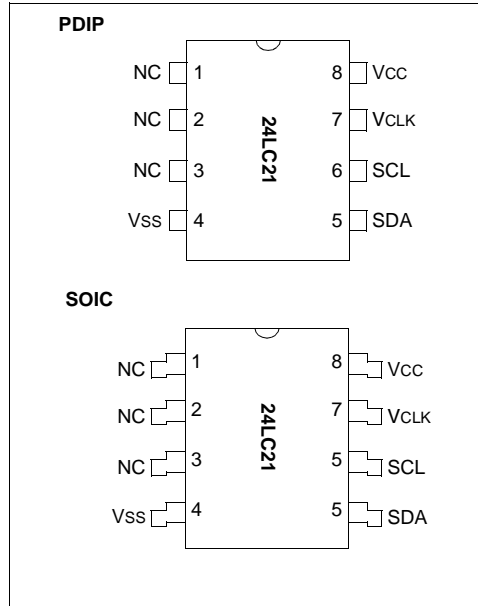 PDIP
NC 1 8 VCC
NC 2 7 VCLK
NC 3 6 SCL
VSS 4 5 SDA
24LC21
SOIC
NC 1 8 VCC
NC 2 7 VCLK
NC 3 5 SCL
VSS 4 5 SDA
24LC21